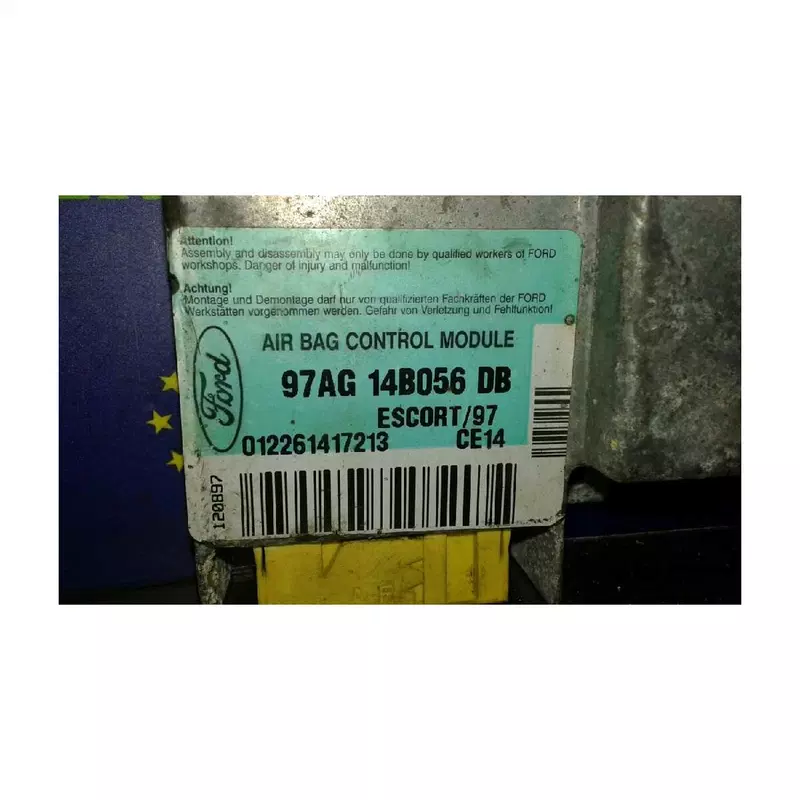 Attention!
Assembly and disassembly may only be done by qualified workers of FORD
workshops. Danger of injury and malfunction!
Achtung!
Montage und Demontage darf nur von qualifizierten Fachkräften der FORD
Werkstätten vorgenommen werden. Gefahr von Verletzung und Fehlfunktion!
AIR BAG CONTROL MODULE
Ford
97AG 14B056 DB
ESCORT/97
012261417213 CE14
120897